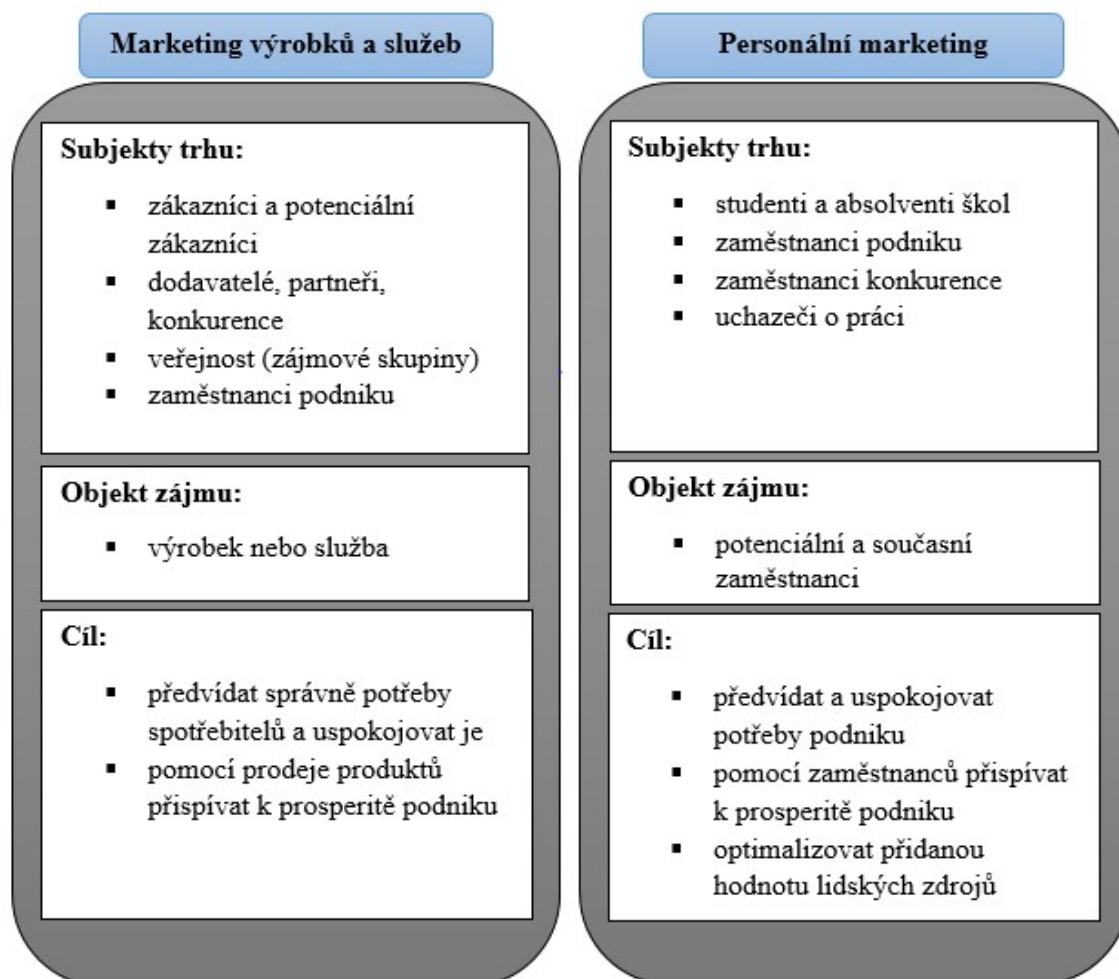 Marketing výrobků a služeb
Subjekty trhu:
▪ zákazníci a potenciální
zákazníci
▪ dodavatelé, partneři,
konkurence
▪ veřejnost (zájmové skupiny)
▪ zaměstnanci podniku
Objekt zájmu:
▪ výrobek nebo služba
Cíl:
▪ předvídat správně potřeby
spotřebitelů a uspokojovat je
▪ pomocí prodeje produktů
přispívat k prosperitě podniku
Personální marketing
Subjekty trhu:
▪ studenti a absolventi škol
▪ zaměstnanci podniku
▪ zaměstnanci konkurence
▪ uchazeči o práci
Objekt zájmu:
▪ potenciální a současní
zaměstnanci
Cíl:
▪ předvídat a uspokojovat
potřeby podniku
▪ pomocí zaměstnanců přispívat
k prosperitě podniku
▪ optimalizovat přidanou
hodnotu lidských zdrojů